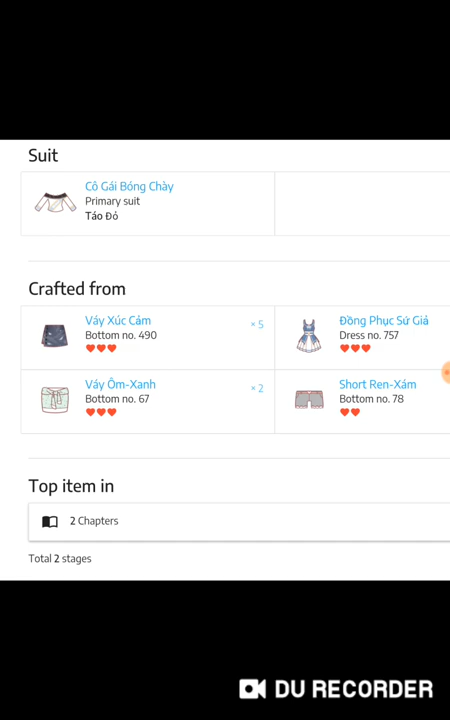 Suit
Cô Gái Bóng Chày
Primary suit
Táo Đỏ
Crafted from
Váy Xúc Cảm
× 5
Bottom no. 490
Đồng Phục Sứ Giả
Dress no. 757
Váy Ôm-Xanh
× 2
Bottom no. 67
Short Ren-Xám
Bottom no. 78
Top item in
2 Chapters
Total 2 stages
DU RECORDER